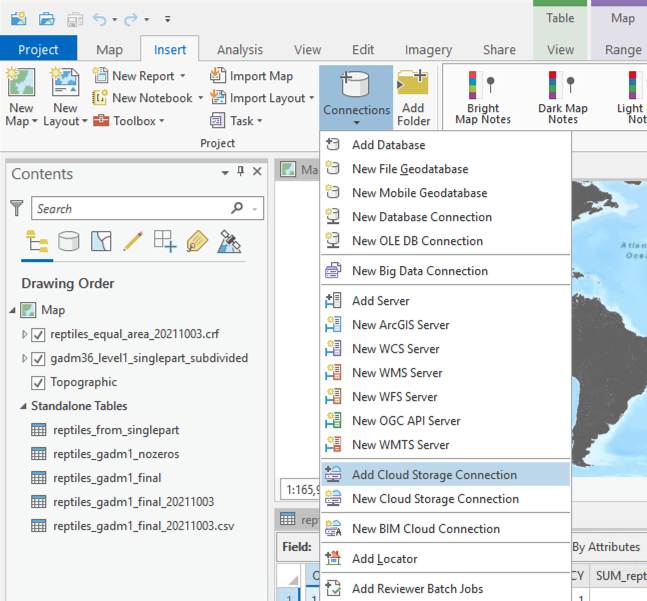 Table
Map
Project
Map
Insert
Analysis
View
Edit
Imagery
Share
View
Range
New Map
New Layout
New Report
New Notebook
Toolbox
Import Map
Import Layout
Task
Project
Connections
Add Folder
Bright Map Notes
Dark Map Notes
Light
Not
Contents
Search
Drawing Order
Map
reptiles_equal_area_20211003.crf
gadm36_level1_singlepart_subdivided
Topographic
Standalone Tables
reptiles_from_singlepart
reptiles_gadm1_nozeros
reptiles_gadm1_final
reptiles_gadm1_final_20211003
reptiles_gadm1_final_20211003.csv
Ma
Add Database
New File Geodatabase
New Mobile Geodatabase
New Database Connection
New OLE DB Connection
New Big Data Connection
Add Server
New ArcGIS Server
New WCS Server
New WMS Server
New WFS Server
New OGC API Server
New WMTS Server
Add Cloud Storage Connection
New Cloud Storage Connection
New BIM Cloud Connection
Add Locator
Add Reviewer Batch Jobs
Atlan
Ocea
1:165,9
rept
Field:
By Attributes
O
CY
SUM_rept
1
1
1